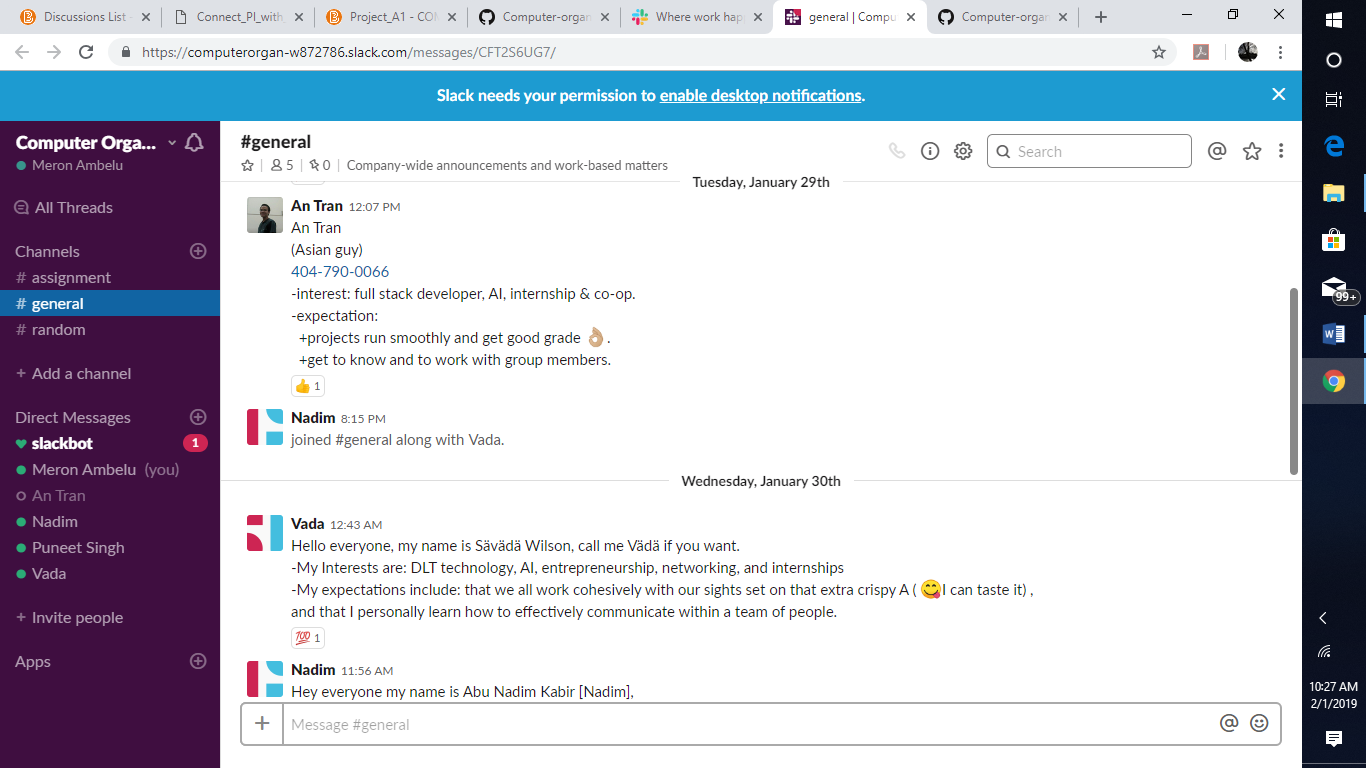 Discussions List -
Connect_PI_with_
Project_A1 - CON
Computer-organ
Where work hap
general | Compu
Computer-organ
https://computerorgan-w872786.slack.com/messages/CFT2S6UG7/
Slack needs your permission to enable desktop notifications.
Computer Orga...
Meron Ambelu
All Threads
Channels
# assignment
# general
# random
+ Add a channel
Direct Messages
slackbot 1
Meron Ambelu (you)
An Tran
Nadim
Puneet Singh
Vada
+ Invite people
Apps
#general
5 | 0 | Company-wide announcements and work-based matters
Search
Tuesday, January 29th
An Tran 12:07 PM
An Tran
(Asian guy)
404-790-0066
-interest: full stack developer, AI, internship & co-op.
-expectation:
+projects run smoothly and get good grade 👌🏼.
+get to know and to work with group members.
👍 1
Nadim 8:15 PM
joined #general along with Vada.
Wednesday, January 30th
Vada 12:43 AM
Hello everyone, my name is Sävädä Wilson, call me Vädä if you want.
-My Interests are: DLT technology, AI, entrepreneurship, networking, and internships
-My expectations include: that we all work cohesively with our sights set on that extra crispy A ( 😋I can taste it) ,
and that I personally learn how to effectively communicate within a team of people.
💯 1
Nadim 11:56 AM
Hey everyone my name is Abu Nadim Kabir [Nadim],
Message #general
99+
10:27 AM
2/1/2019